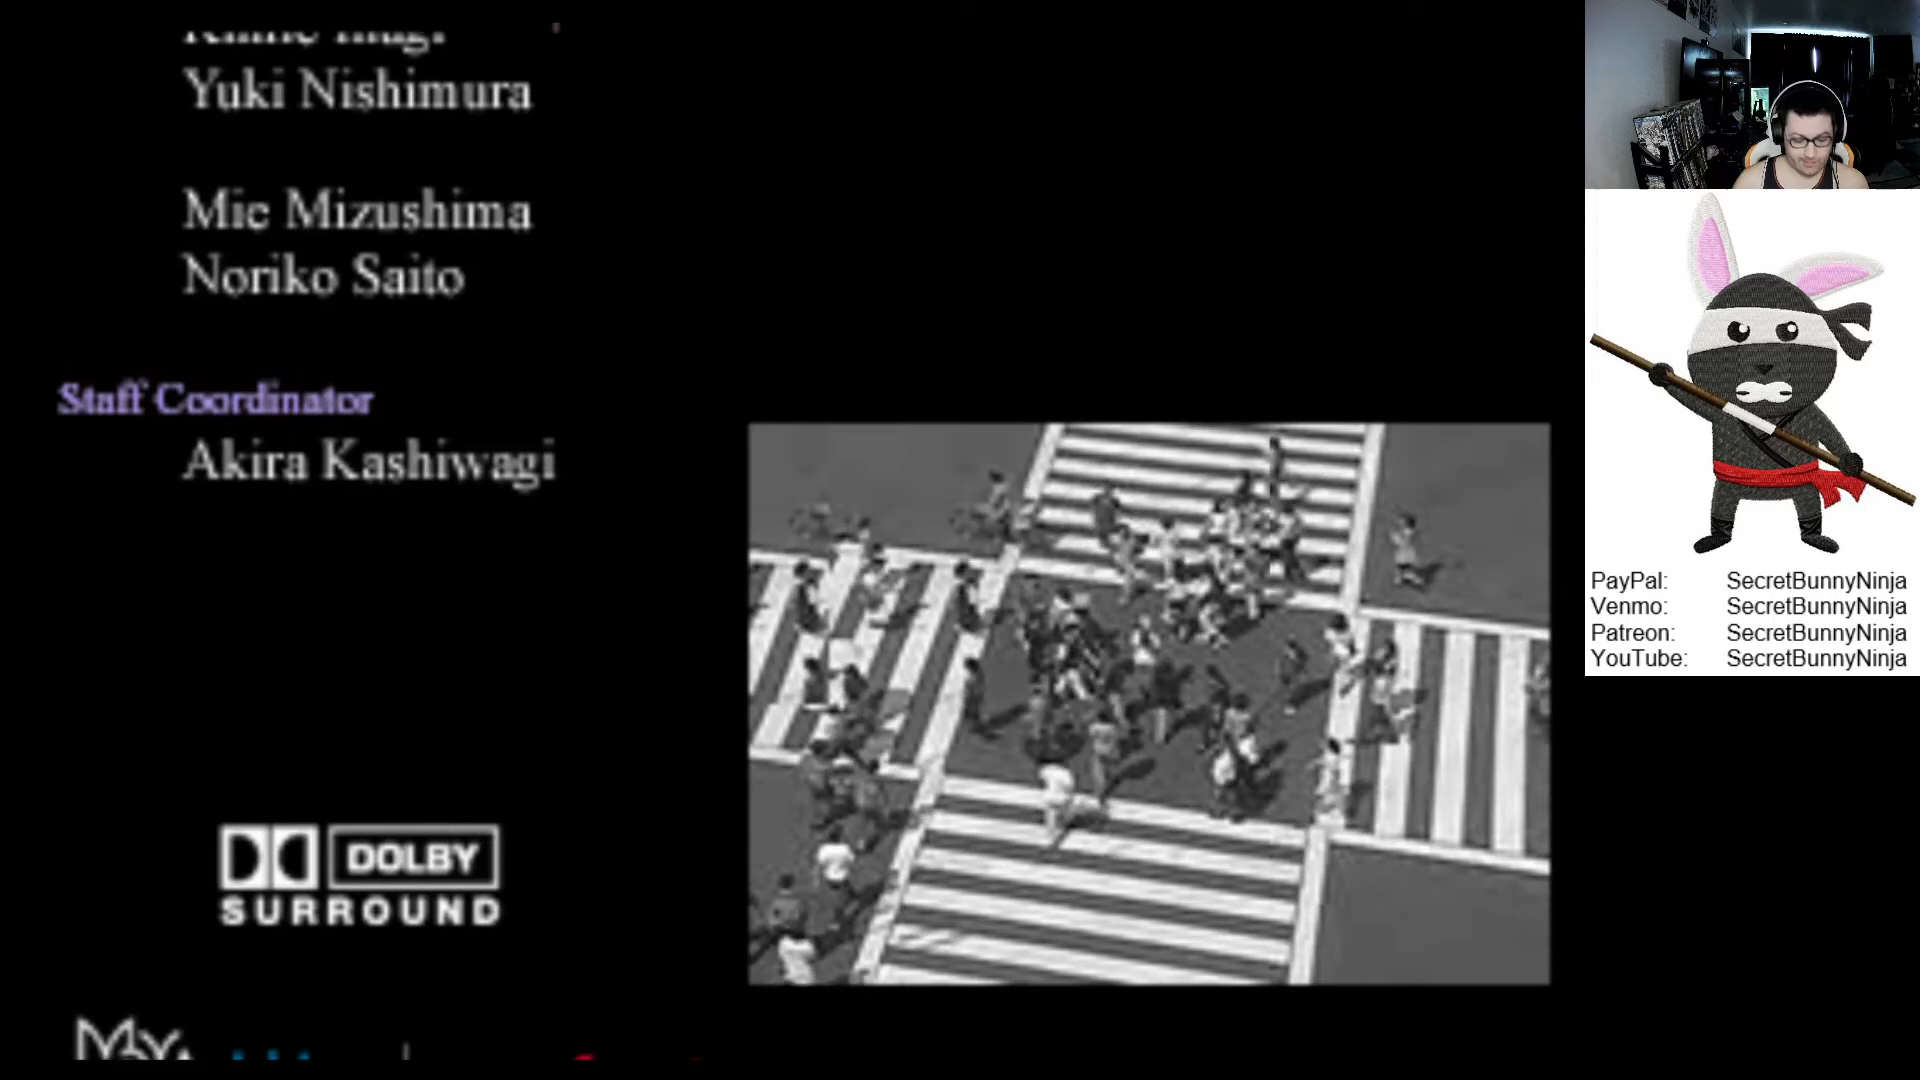 Yuki Nishimura
Mie Mizushima
Noriko Saito
Staff Coordinator
Akira Kashiwagi
DOLBY
SURROUND
PayPal: SecretBunnyNinja
Venmo: SecretBunnyNinja
Patreon: SecretBunnyNinja
YouTube: SecretBunnyNinja